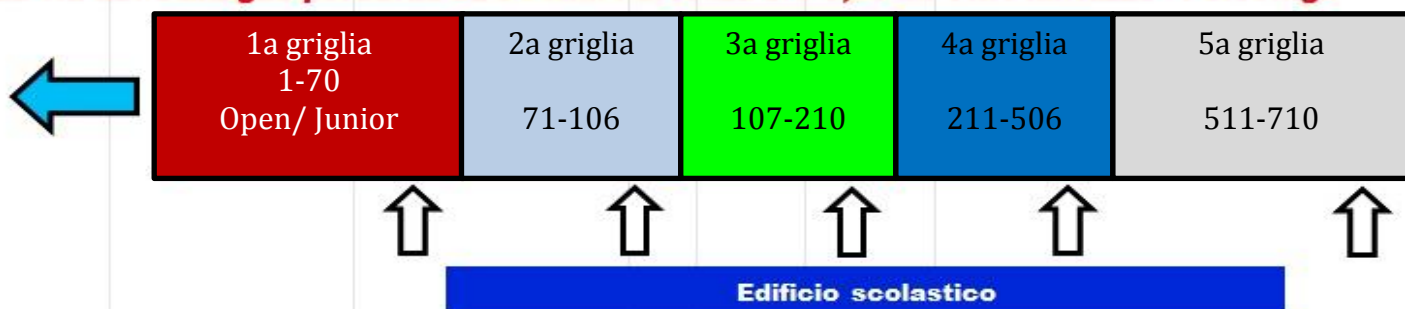 1a griglia
1-70
Open/ Junior
2a griglia
71-106
3a griglia
107-210
4a griglia
211-506
5a griglia
511-710
Edificio scolastico